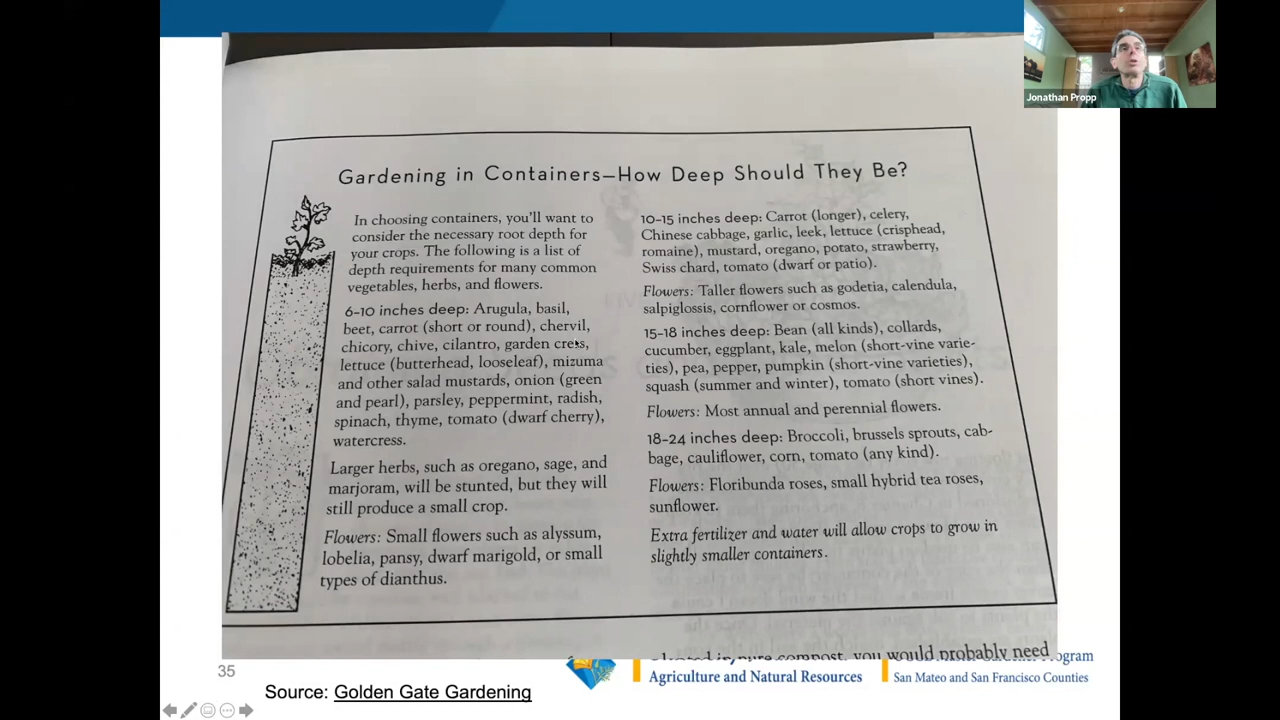 Jonathan Propp
Gardening in Containers—How Deep Should They Be?
In choosing containers, you'll want to
consider the necessary root depth for
your crops. The following is a list of
depth requirements for many common
vegetables, herbs, and flowers.
6–10 inches deep: Arugula, basil,
beet, carrot (short or round), chervil,
chicory, chive, cilantro, garden cress,
lettuce (butterhead, looseleaf), mizuma
and other salad mustards, onion (green
and pearl), parsley, peppermint, radish,
spinach, thyme, tomato (dwarf cherry),
watercress.
Larger herbs, such as oregano, sage, and
marjoram, will be stunted, but they will
still produce a small crop.
Flowers: Small flowers such as alyssum,
lobelia, pansy, dwarf marigold, or small
types of dianthus.
10–15 inches deep: Carrot (longer), celery,
Chinese cabbage, garlic, leek, lettuce (crisphead,
romaine), mustard, oregano, potato, strawberry,
Swiss chard, tomato (dwarf or patio).
Flowers: Taller flowers such as godetia, calendula,
salpiglossis, cornflower or cosmos.
15–18 inches deep: Bean (all kinds), collards,
cucumber, eggplant, kale, melon (short-vine varie-
ties), pea, pepper, pumpkin (short-vine varieties),
squash (summer and winter), tomato (short vines).
Flowers: Most annual and perennial flowers.
18–24 inches deep: Broccoli, brussels sprouts, cab-
bage, cauliflower, corn, tomato (any kind).
Flowers: Floribunda roses, small hybrid tea roses,
sunflower.
Extra fertilizer and water will allow crops to grow in
slightly smaller containers.
in pure compost, you would probably need
Agriculture and Natural Resources
San Mateo and San Francisco Counties
35
Source: Golden Gate Gardening